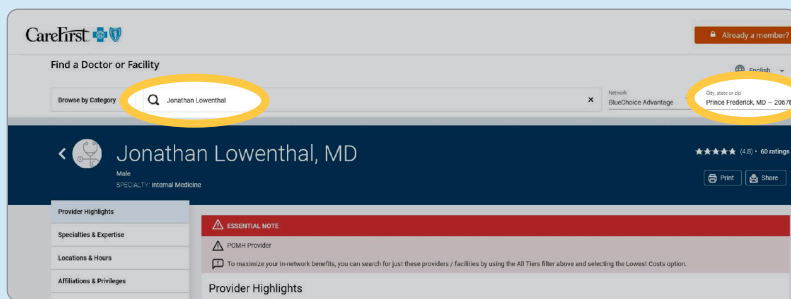 CareFirst
Already a member?
Find a Doctor or Facility
English
Browse by Category
Jonathan Lowenthal
×
Network
BlueChoice Advantage
City, state or zip
Prince Frederick, MD — 20678
Jonathan Lowenthal, MD
Male
SPECIALTY: Internal Medicine
(4.8) • 60 ratings
Print
Share
Provider Highlights
Specialties & Expertise
Locations & Hours
Affiliations & Privileges
ESSENTIAL NOTE
PCMH Provider
To maximize your in-network benefits, you can search for just these providers / facilities by using the All Tiers filter above and selecting the Lowest Costs option.
Provider Highlights